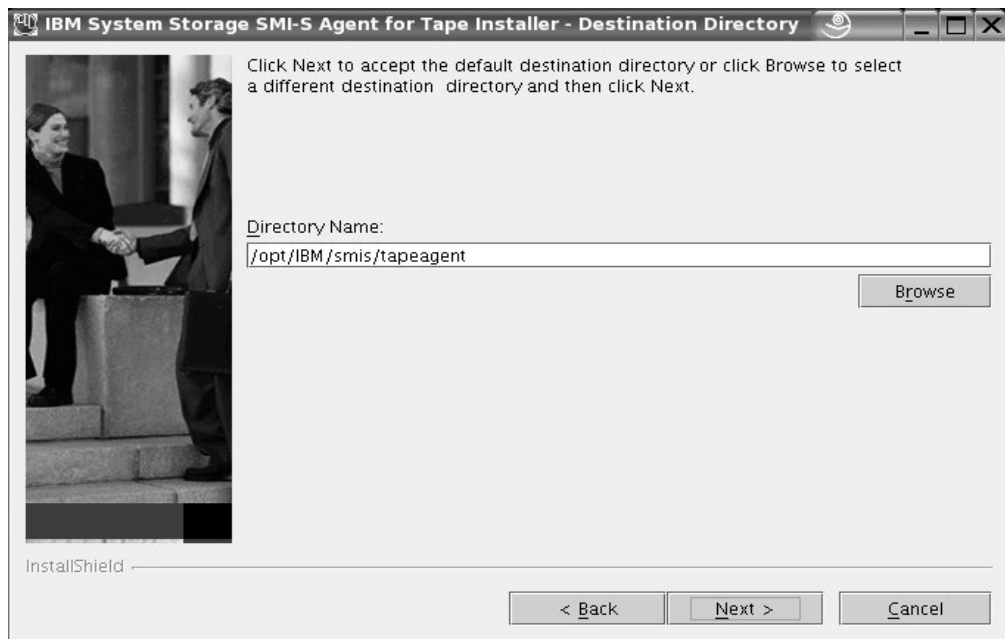 IBM System Storage SMI-S Agent for Tape Installer - Destination Directory
Click Next to accept the default destination directory or click Browse to select
a different destination directory and then click Next.
Directory Name:
/opt/IBM/smis/tapeagent
Browse
InstallShield
< Back
Next >
Cancel